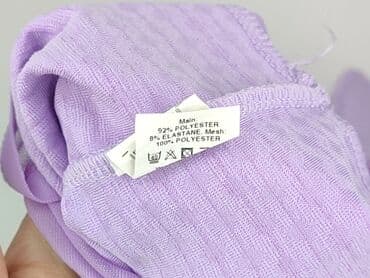 Main:
92% POLYESTER
8% ELASTANE, Mesh:
100% POLYESTER